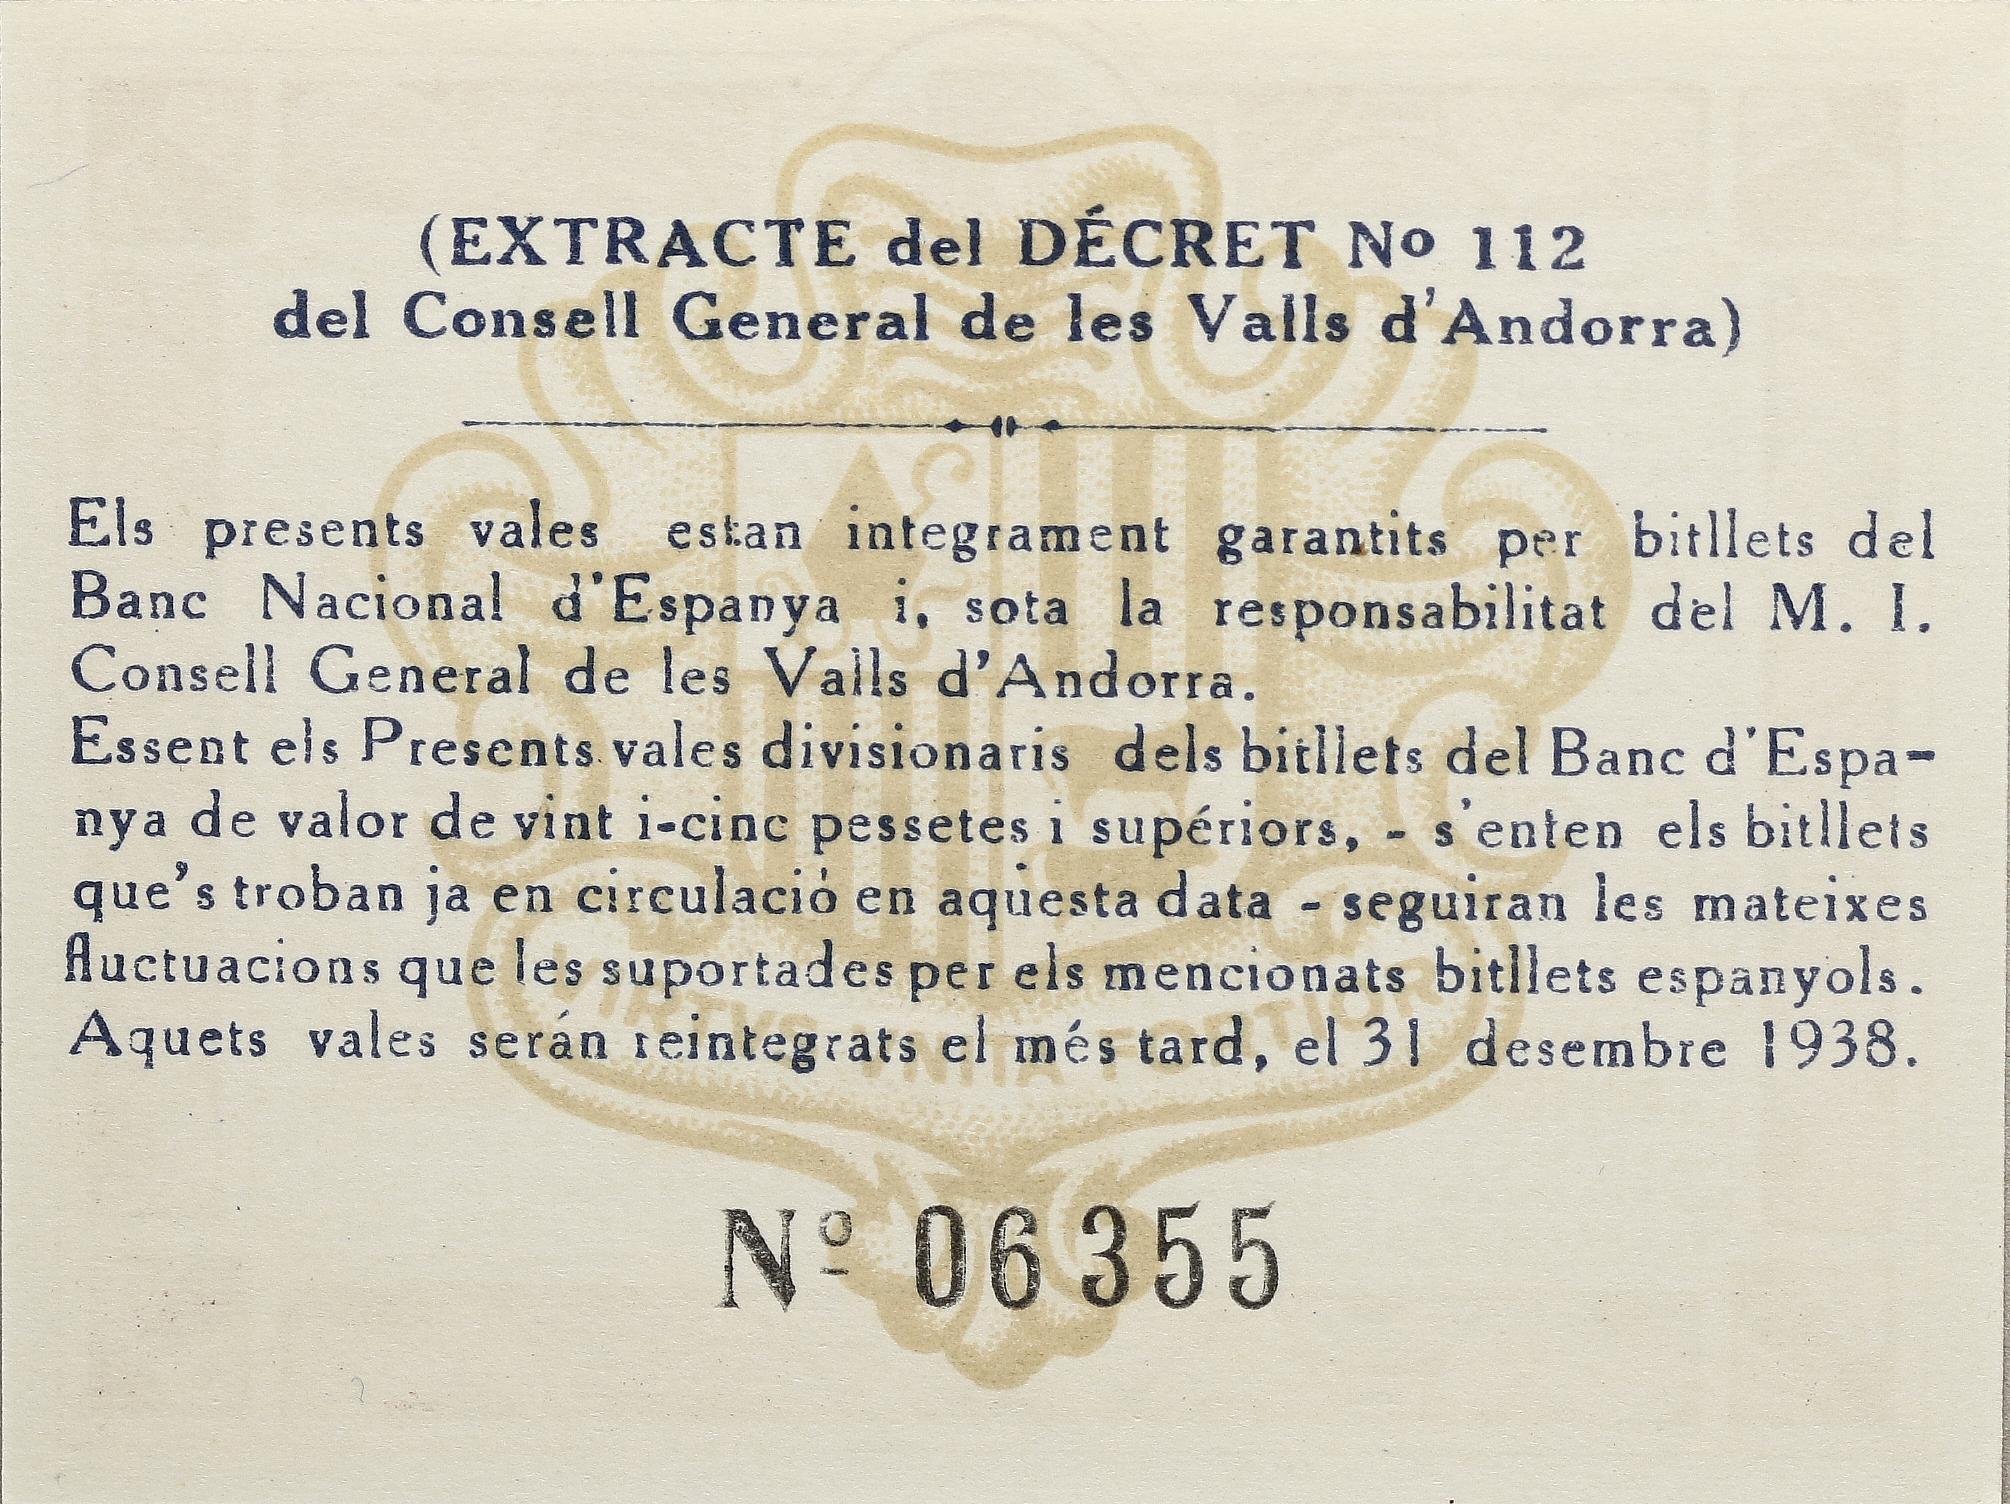 (EXTRACTE del DÉCRET Nº 112
del Consell General de les Valls d'Andorra)
Els presents vales estan integrament garantits per bitllets del
Banc Nacional d'Espanya i, sota la responsabilitat del M. I.
Consell General de les Valls d'Andorra.
Essent els Presents vales divisionaris dels bitllets del Banc d'Espa-
nya de valor de vint i-cinc pessetes i supériors, - s'enten els bitllets
que's troban ja en circulació en aquesta data - seguiran les mateixes
fluctuacions que les suportades per els mencionats bitllets espanyols.
Aquets vales serán reintegrats el més tard, el 31 desembre 1938.
Nº 06355